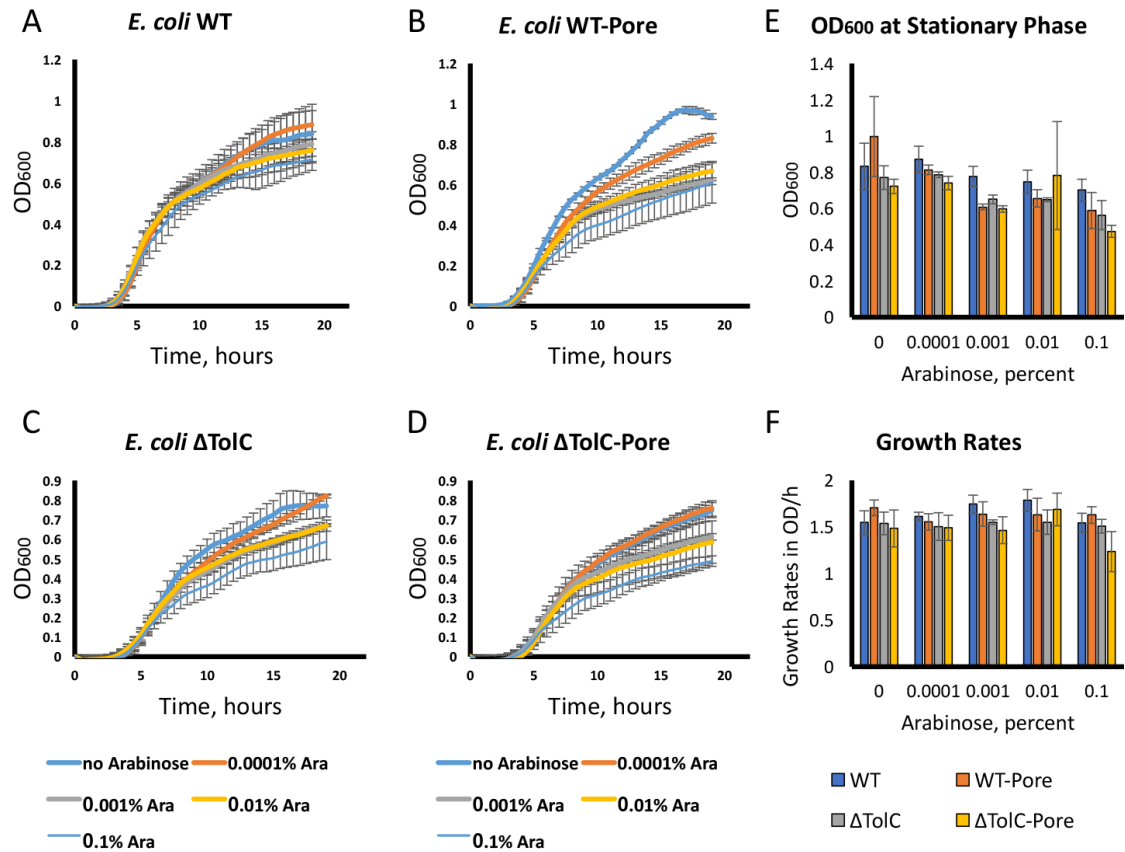 A
E. coli WT
OD600
1.2
1
0.8
0.6
0.4
0.2
0
0 5 10 15 20
Time, hours
B
E. coli WT-Pore
OD600
1.2
1
0.8
0.6
0.4
0.2
0
0 5 10 15 20
Time, hours
E
OD600 at Stationary Phase
OD600
1.4
1.2
1
0.8
0.6
0.4
0.2
0
0 0.0001 0.001 0.01 0.1
Arabinose, percent
C
E. coli ΔTolC
OD600
0.9
0.8
0.7
0.6
0.5
0.4
0.3
0.2
0.1
0
0 5 10 15 20
Time, hours
D
E. coli ΔTolC-Pore
OD600
0.9
0.8
0.7
0.6
0.5
0.4
0.3
0.2
0.1
0
0 5 10 15 20
Time, hours
F
Growth Rates
Growth Rates in OD/h
2
1.5
1
0.5
0
0 0.0001 0.001 0.01 0.1
Arabinose, percent
no Arabinose 0.0001% Ara
0.001% Ara 0.01% Ara
0.1% Ara
no Arabinose 0.0001% Ara
0.001% Ara 0.01% Ara
0.1% Ara
WT WT-Pore
ΔTolC ΔTolC-Pore